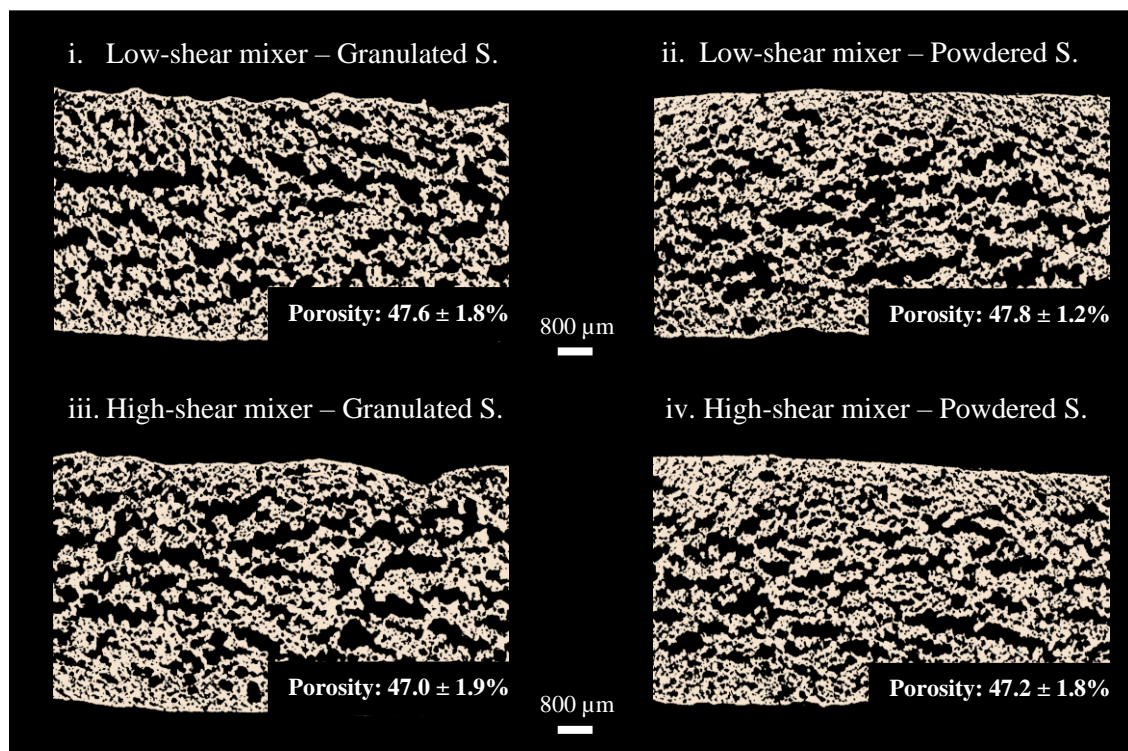 i. Low-shear mixer – Granulated S.
ii. Low-shear mixer – Powdered S.
Porosity: 47.6 ± 1.8%
800 µm
Porosity: 47.8 ± 1.2%
iii. High-shear mixer – Granulated S.
iv. High-shear mixer – Powdered S.
Porosity: 47.0 ± 1.9%
800 µm
Porosity: 47.2 ± 1.8%